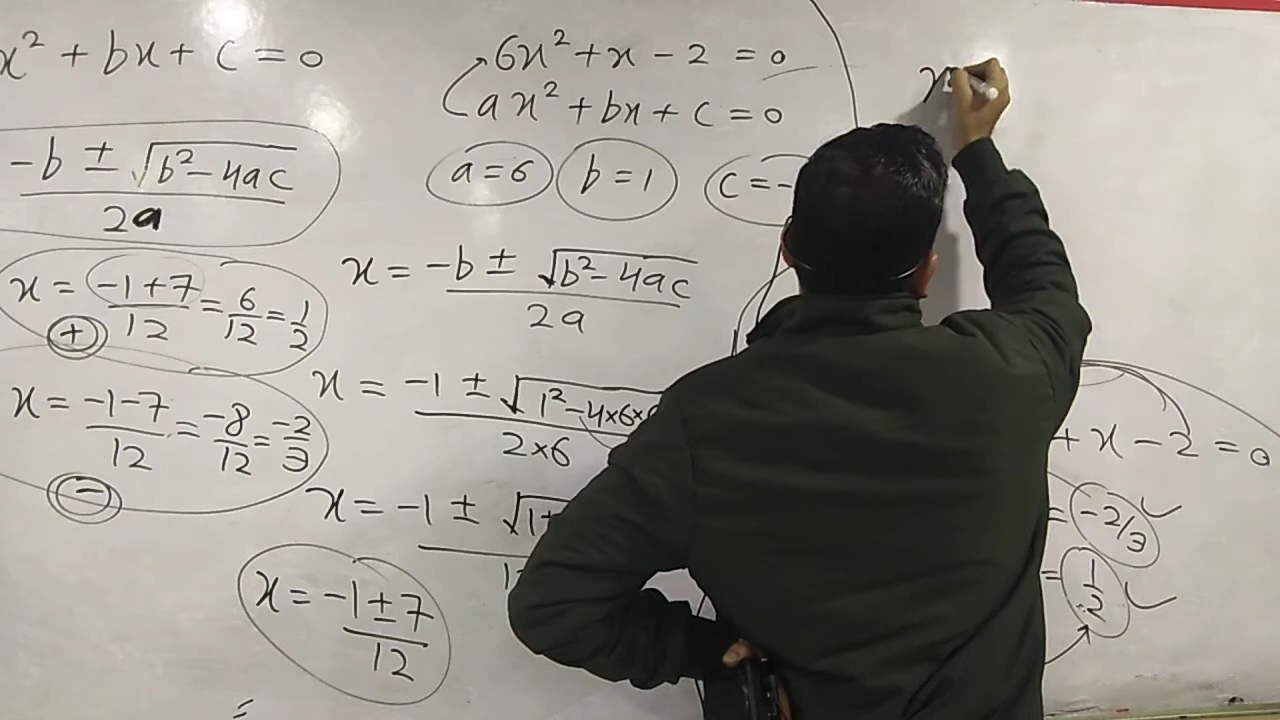 x² + bx + c = 0
-b ± √b²-4ac
2a
x = -1+7/12 = 6/12 = 1/2
+
x = -1-7/12 = -8/12 = -2/3
-
6x² + x - 2 = 0
ax² + bx + c = 0
a = 6 b = 1 c = -
x = -b ± √b²-4ac
2a
x = -1 ± √1²-4×6×
2×6
x = -1 ± √1+
x = -1±7
12
=
x
+ x - 2 = 0
= -2/3
= 1/2